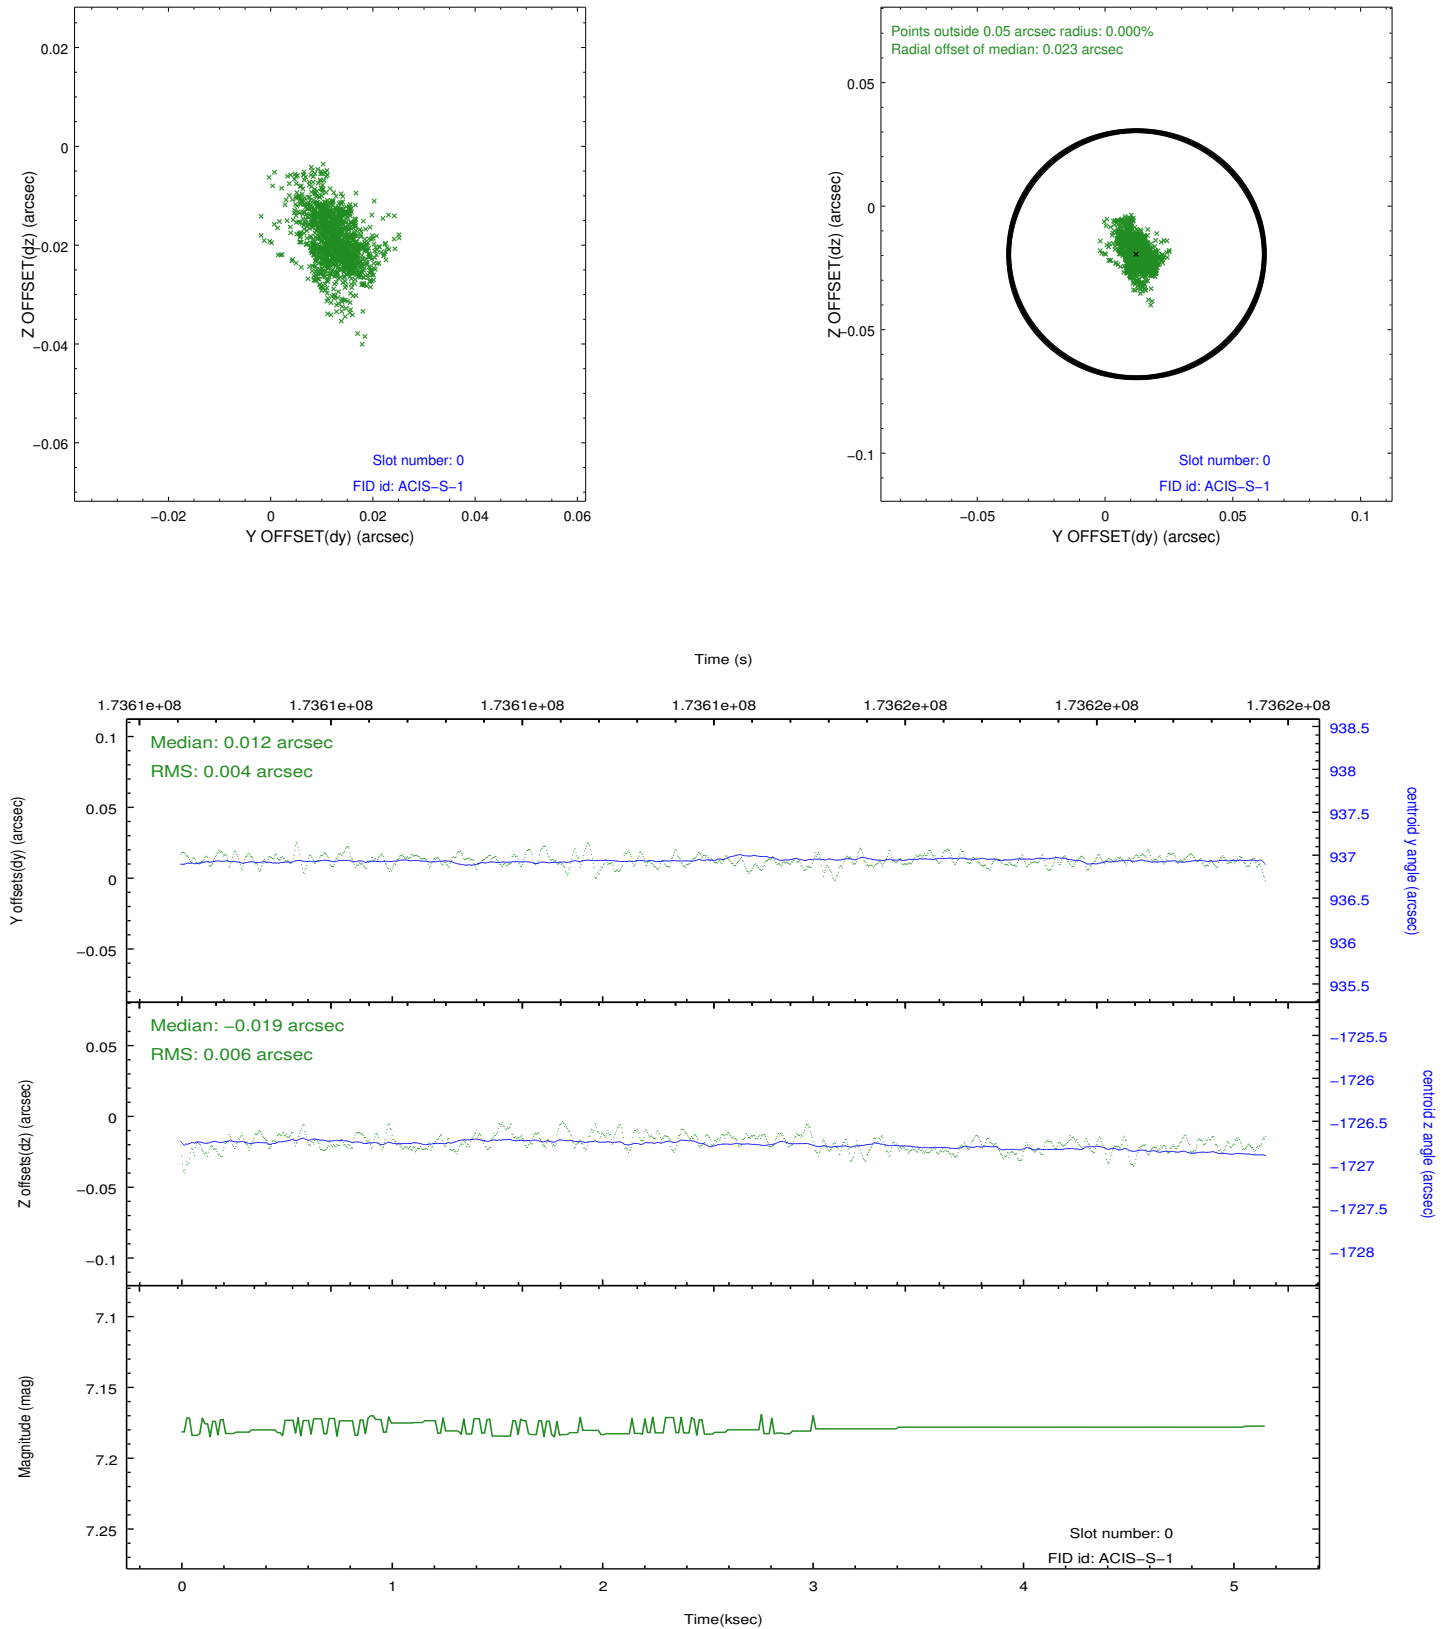 0.02
0
−0.02
−0.04
−0.06
Z OFFSET(dz) (arcsec)
Slot number: 0
FID id: ACIS−S−1
−0.02 0 0.02 0.04 0.06
Y OFFSET(dy) (arcsec)
Points outside 0.05 arcsec radius: 0.000%
Radial offset of median: 0.023 arcsec
0.05
0
−0.05
−0.1
Z OFFSET(dz) (arcsec)
Slot number: 0
FID id: ACIS−S−1
−0.05 0 0.05 0.1
Y OFFSET(dy) (arcsec)
Time (s)
1.7361e+08 1.7361e+08 1.7361e+08 1.7361e+08 1.7362e+08 1.7362e+08 1.7362e+08
Median: 0.012 arcsec
RMS: 0.004 arcsec
0.1
0.05
0
−0.05
Y offsets(dy) (arcsec)
938.5
938
937.5
937
936.5
936
935.5
centroid y angle (arcsec)
Median: −0.019 arcsec
RMS: 0.006 arcsec
0.05
0
−0.05
−0.1
Z offsets(dz) (arcsec)
−1725.5
−1726
−1726.5
−1727
−1727.5
−1728
centroid z angle (arcsec)
7.1
7.15
7.2
7.25
Magnitude (mag)
Slot number: 0
FID id: ACIS−S−1
0 1 2 3 4 5
Time(ksec)